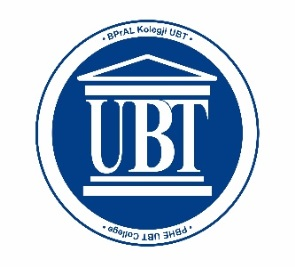 • BPrAL Kolegji UBT •
UBT
• PBHE UBT College •